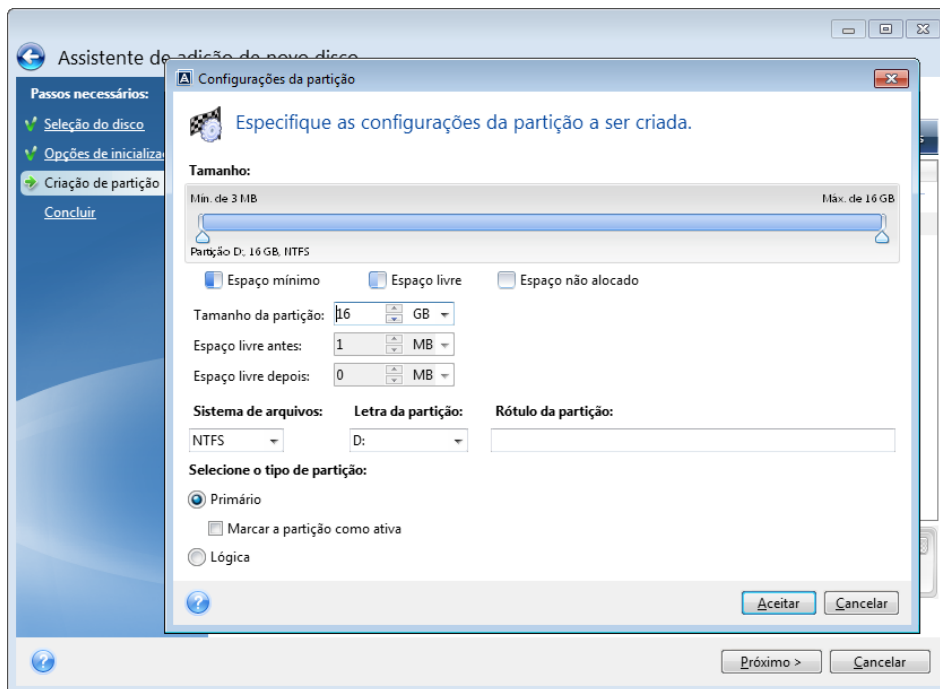 Assistente de adição de novo disco
Passos necessários:
Seleção do disco
Opções de inicializa
Criação de partição
Concluir
A Configurações da partição
Especifique as configurações da partição a ser criada.
Tamanho:
Mín. de 3 MB Máx. de 16 GB
Partição D:, 16 GB, NTFS
Espaço mínimo Espaço livre Espaço não alocado
Tamanho da partição: 16 GB
Espaço livre antes: 1 MB
Espaço livre depois: 0 MB
Sistema de arquivos: Letra da partição: Rótulo da partição:
NTFS D:
Selecione o tipo de partição:
Primário
Marcar a partição como ativa
Lógica
? Aceitar Cancelar
? Próximo > Cancelar